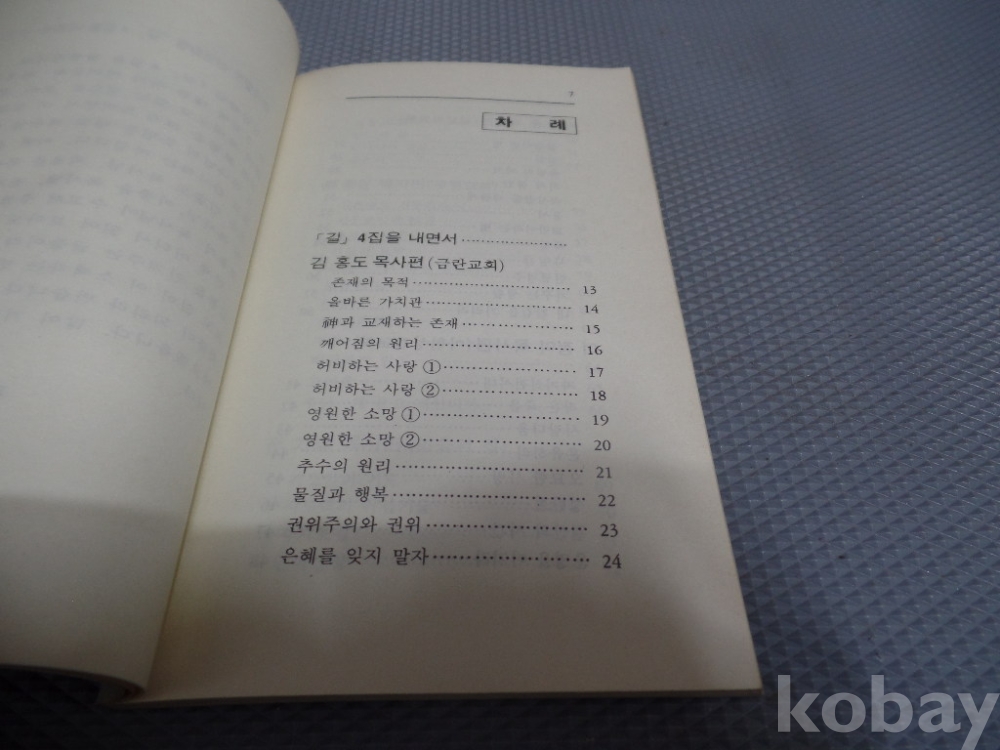 7
차 례
「길」 4집을 내면서 ················
김 홍도 목사편 (금란교회)
존재의 목적 ················ 13
올바른 가치관 ················ 14
神과 교재하는 존재 ················ 15
깨어짐의 원리 ················ 16
허비하는 사랑 ① ················ 17
허비하는 사랑 ② ················ 18
영원한 소망 ① ················ 19
영원한 소망 ② ················ 20
추수의 원리 ················ 21
물질과 행복 ················ 22
권위주의와 권위 ················ 23
은혜를 잊지 말자 ················ 24
kobay